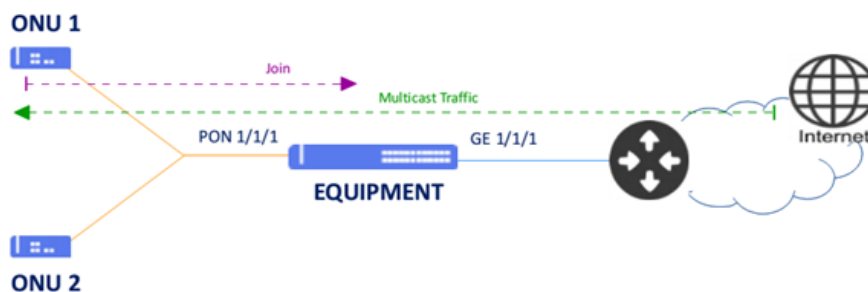 ONU 1
Join
Multicast Traffic
PON 1/1/1
GE 1/1/1
Internet
EQUIPMENT
ONU 2